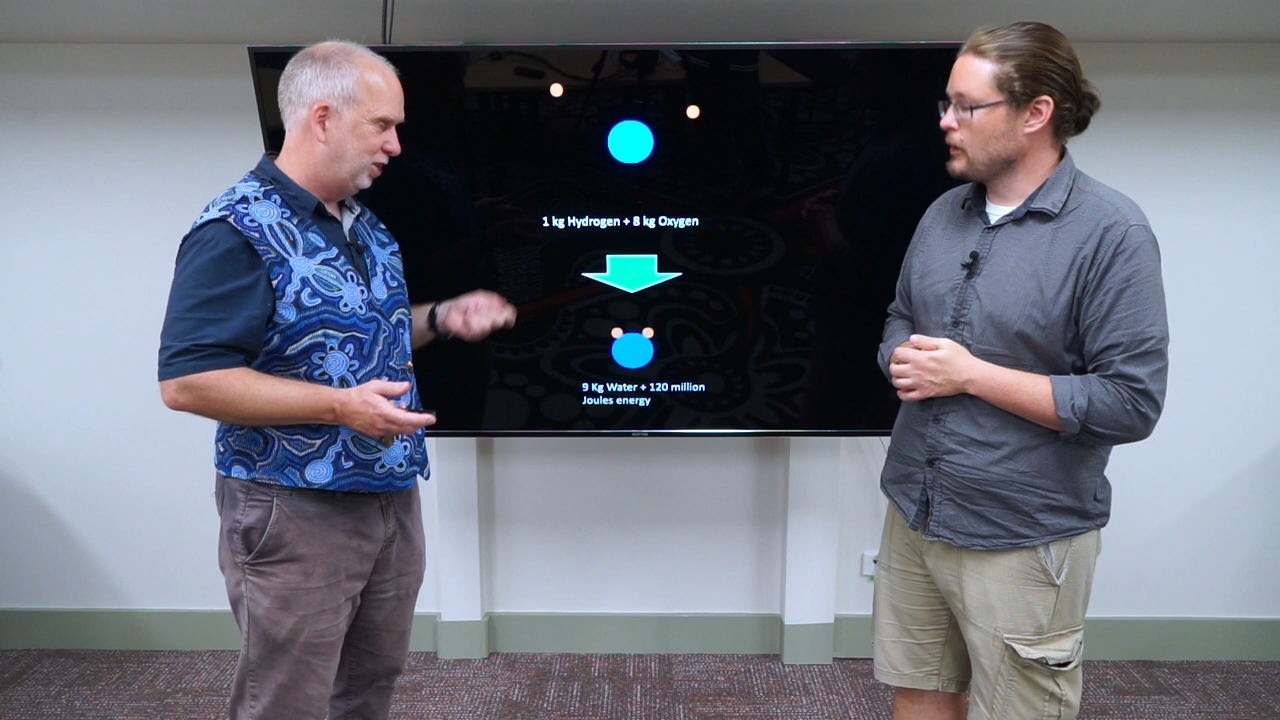 1 kg Hydrogen + 8 kg Oxygen
9 Kg Water + 120 million
Joules energy